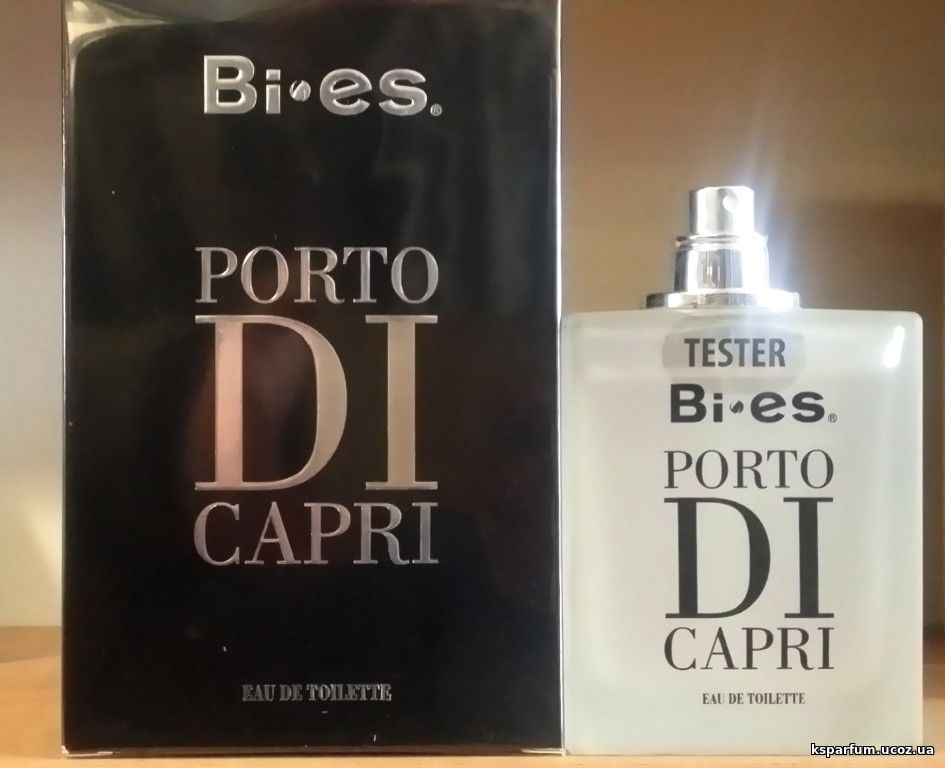 Bi-es®
PORTO
DI
CAPRI
EAU DE TOILETTE
TESTER
Bi-es®
PORTO
DI
CAPRI
EAU DE TOILETTE
ksparfum.ucoz.ua